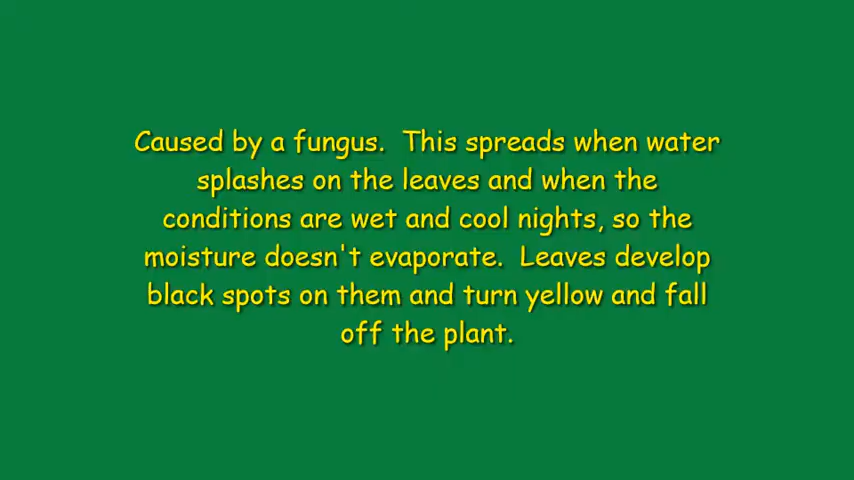 Caused by a fungus.  This spreads when water
splashes on the leaves and when the
conditions are wet and cool nights, so the
moisture doesn't evaporate.  Leaves develop
black spots on them and turn yellow and fall
off the plant.